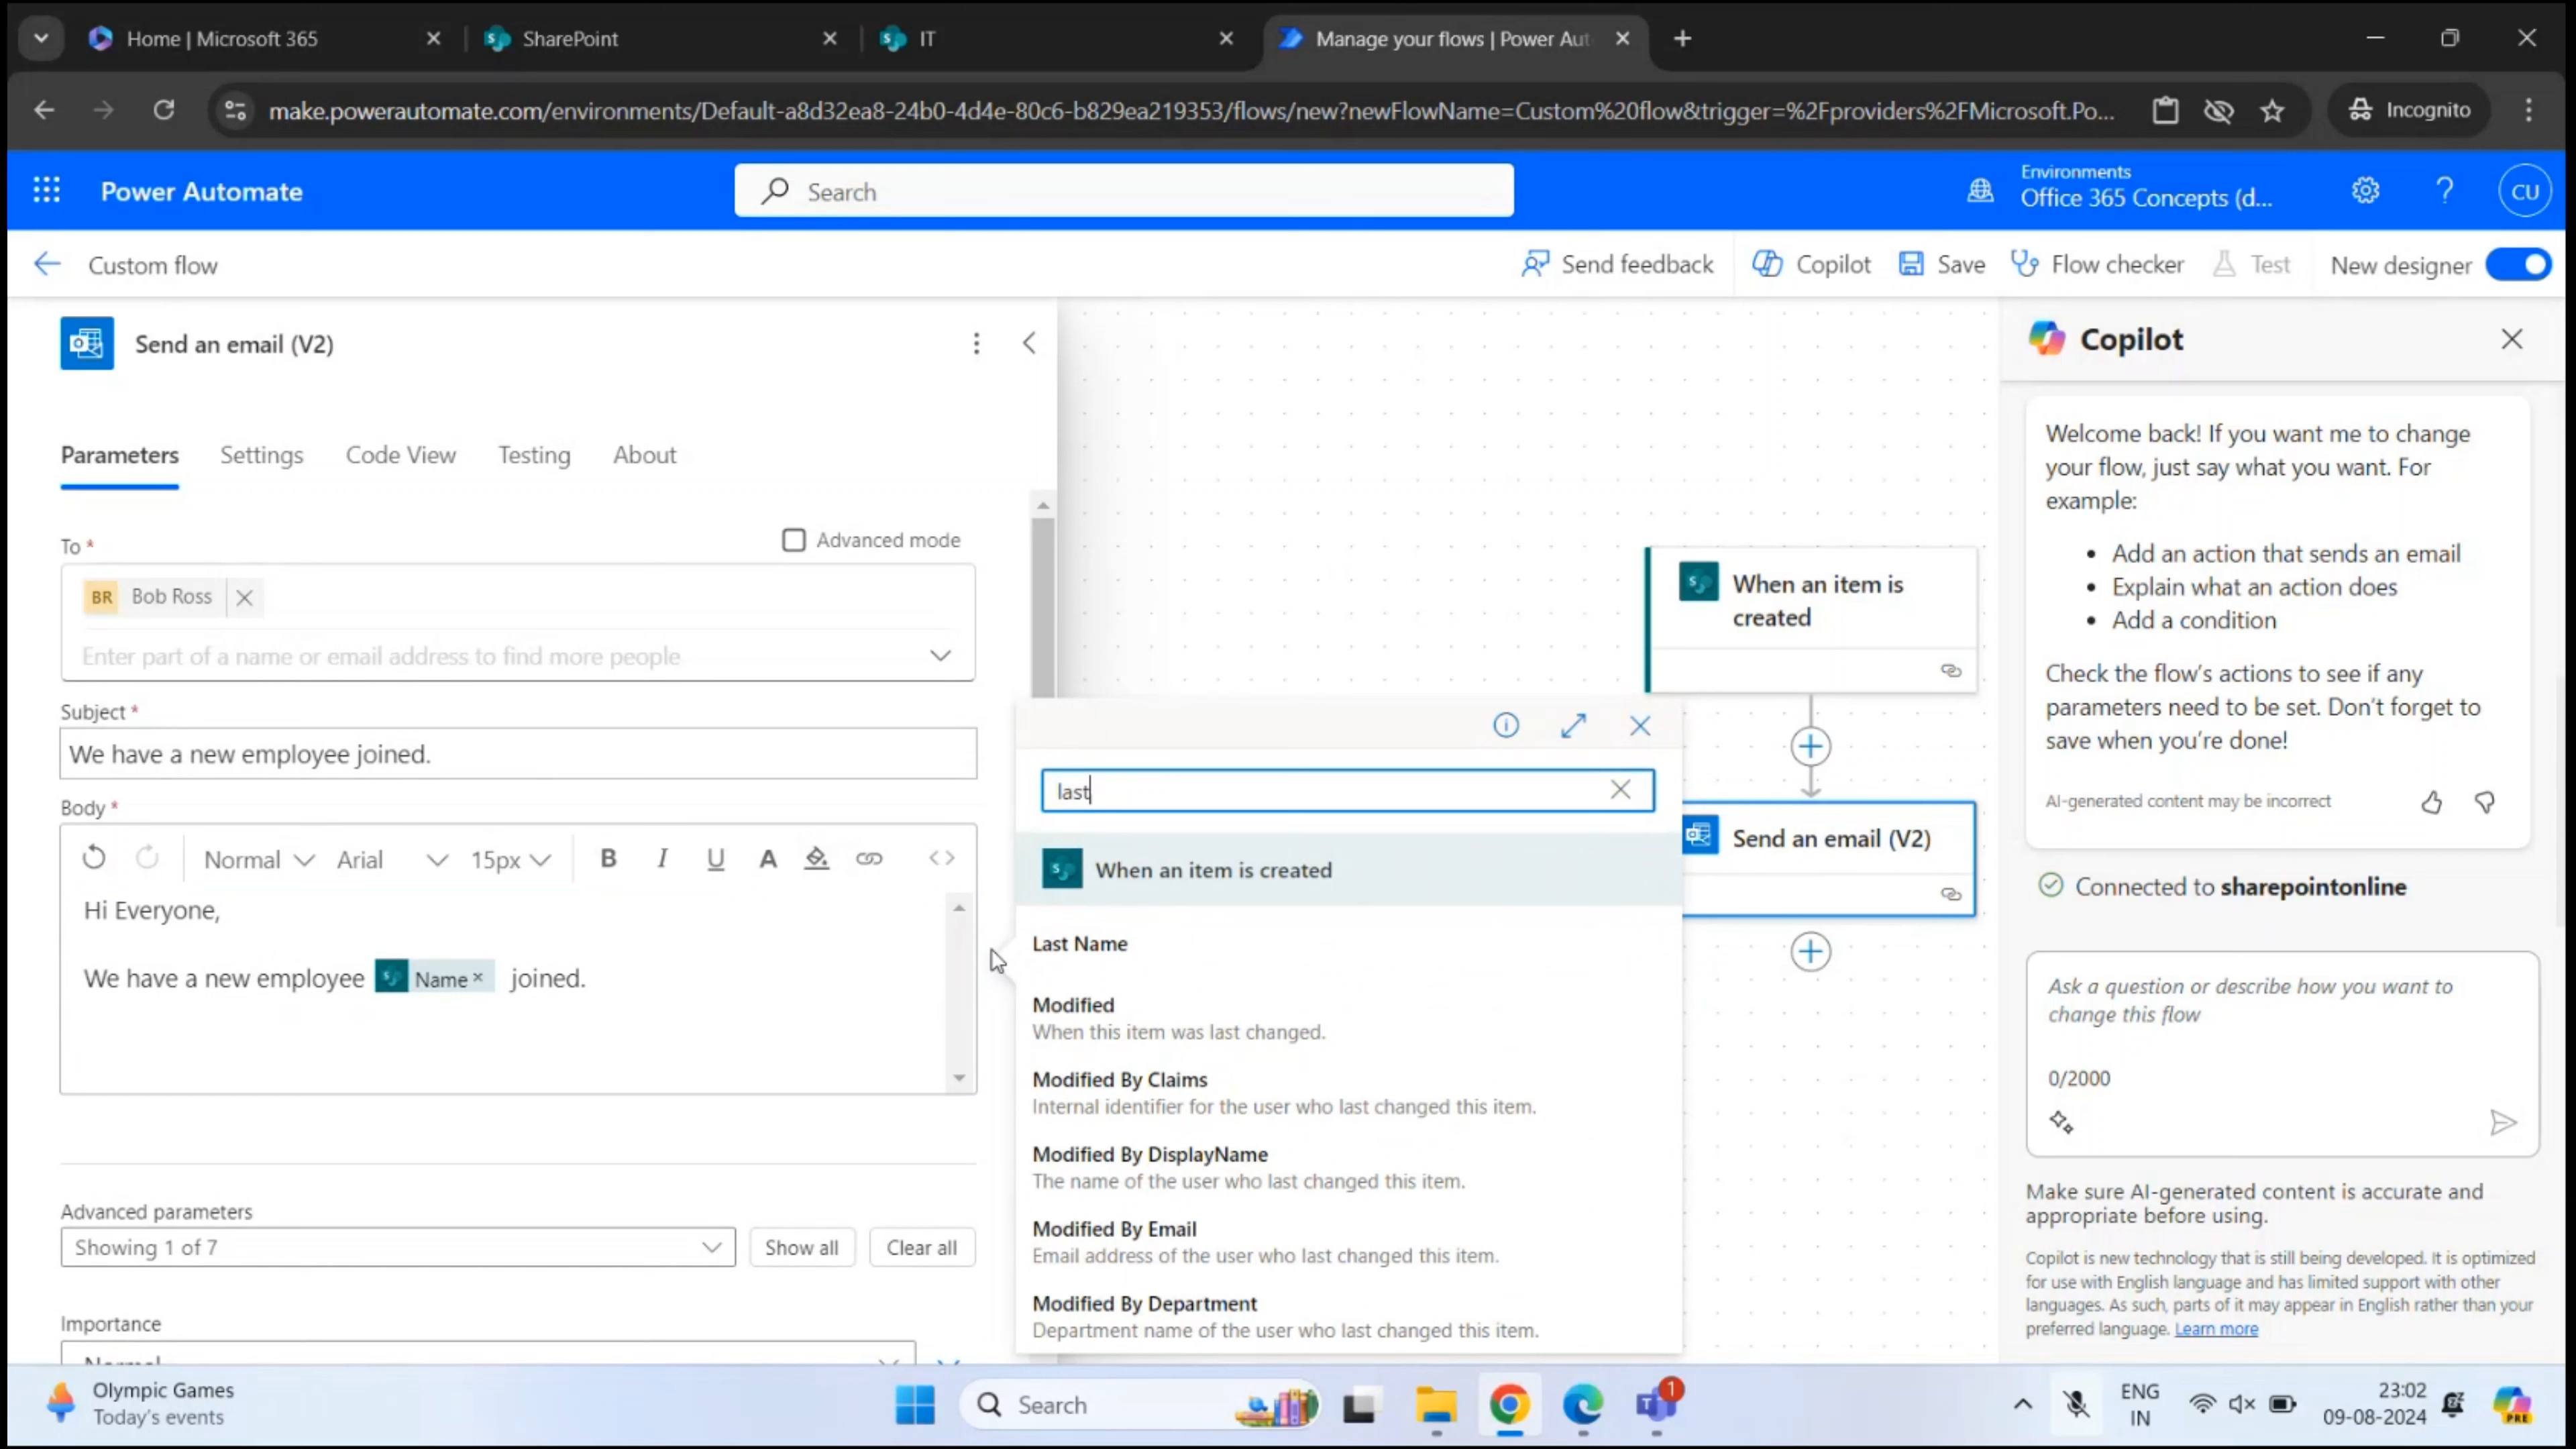 Home | Microsoft 365
SharePoint
IT
Manage your flows | Power Aut
make.powerautomate.com/environments/Default-a8d32ea8-24b0-4d4e-80c6-b829ea219353/flows/new?newFlowName=Custom%20flow&trigger=%2Fproviders%2FMicrosoft.Po...
Incognito
Power Automate
Search
Environments
Office 365 Concepts (d...
CU
Custom flow
Send feedback
Copilot
Save
Flow checker
Test
New designer
Send an email (V2)
Parameters
Settings
Code View
Testing
About
To *
Advanced mode
BR Bob Ross
Enter part of a name or email address to find more people
Subject *
We have a new employee joined.
Body *
Normal
Arial
15px
B I U A
Hi Everyone,
We have a new employee Name × joined.
Advanced parameters
Showing 1 of 7
Show all
Clear all
Importance
Normal
last
When an item is created
Last Name
Modified
When this item was last changed.
Modified By Claims
Internal identifier for the user who last changed this item.
Modified By DisplayName
The name of the user who last changed this item.
Modified By Email
Email address of the user who last changed this item.
Modified By Department
Department name of the user who last changed this item.
When an item is
created
Send an email (V2)
Copilot
Welcome back! If you want me to change
your flow, just say what you want. For
example:
• Add an action that sends an email
• Explain what an action does
• Add a condition
Check the flow's actions to see if any
parameters need to be set. Don't forget to
save when you're done!
AI-generated content may be incorrect
Connected to sharepointonline
Ask a question or describe how you want to
change this flow
0/2000
Make sure AI-generated content is accurate and
appropriate before using.
Copilot is new technology that is still being developed. It is optimized
for use with English language and has limited support with other
languages. As such, parts of it may appear in English rather than your
preferred language. Learn more
Olympic Games
Today's events
Search
1
ENG
IN
23:02
09-08-2024
PRE